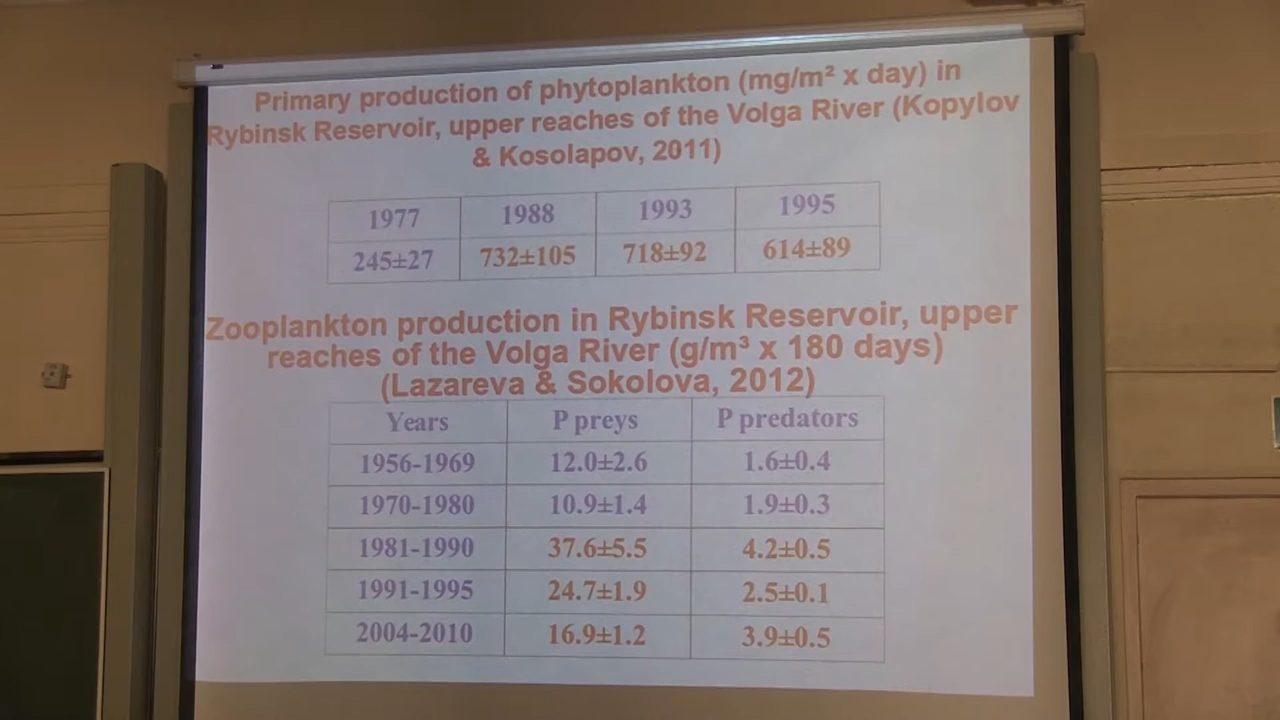 Primary production of phytoplankton (mg/m² x day) in
Rybinsk Reservoir, upper reaches of the Volga River (Kopylov
& Kosolapov, 2011)
1977 1988 1993 1995
245±27 732±105 718±92 614±89
Zooplankton production in Rybinsk Reservoir, upper
reaches of the Volga River (g/m³ x 180 days)
(Lazareva & Sokolova, 2012)
Years P preys P predators
1956-1969 12.0±2.6 1.6±0.4
1970-1980 10.9±1.4 1.9±0.3
1981-1990 37.6±5.5 4.2±0.5
1991-1995 24.7±1.9 2.5±0.1
2004-2010 16.9±1.2 3.9±0.5